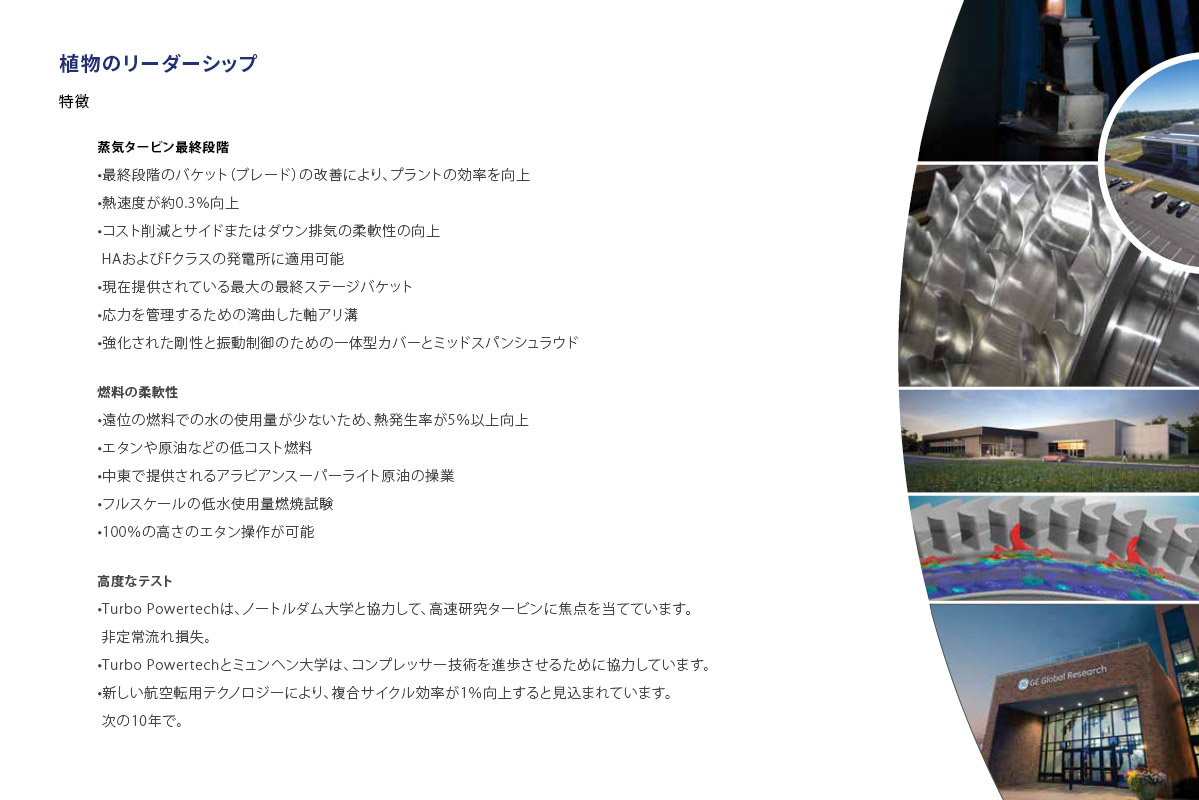 植物のリーダーシップ
特徴
蒸気タービン最終段階
•最終段階のバケット（ブレード）の改善により、プラントの効率を向上
•熱速度が約0.3％向上
•コスト削減とサイドまたはダウン排気の柔軟性の向上
HAおよびFクラスの発電所に適用可能
•現在提供されている最大の最終ステージバケット
•応力を管理するための湾曲した軸アリ溝
•強化された剛性と振動制御のための一体型カバーとミッドスパンシュラウド
燃料の柔軟性
•遠位の燃料での水の使用量が少ないため、熱発生率が5％以上向上
•エタンや原油などの低コスト燃料
•中東で提供されるアラビアンスーパーライト原油の操業
•フルスケールの低水使用量燃焼試験
•100％の高さのエタン操作が可能
高度なテスト
•Turbo Powertechは、ノートルダム大学と協力して、高速研究タービンに焦点を当てています。
非定常流れ損失。
•Turbo Powertechとミュンヘン大学は、コンプレッサー技術を進歩させるために協力しています。
•新しい航空転用テクノロジーにより、複合サイクル効率が1％向上すると見込まれています。
次の10年で。
GE Global Research